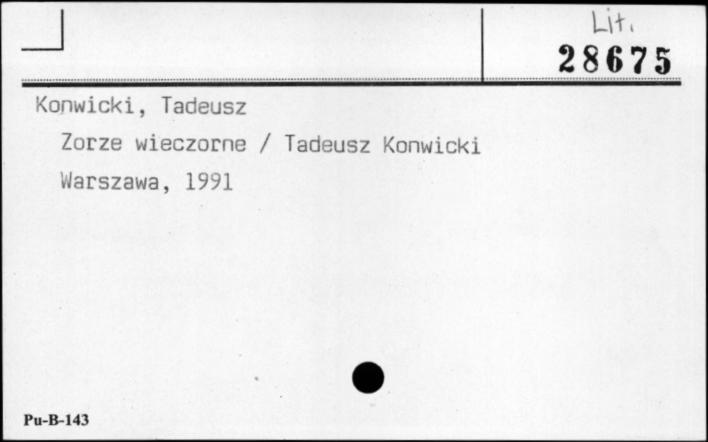 Lit.
28675
Konwicki, Tadeusz
Zorze wieczorne / Tadeusz Konwicki
Warszawa, 1991
Pu-B-143